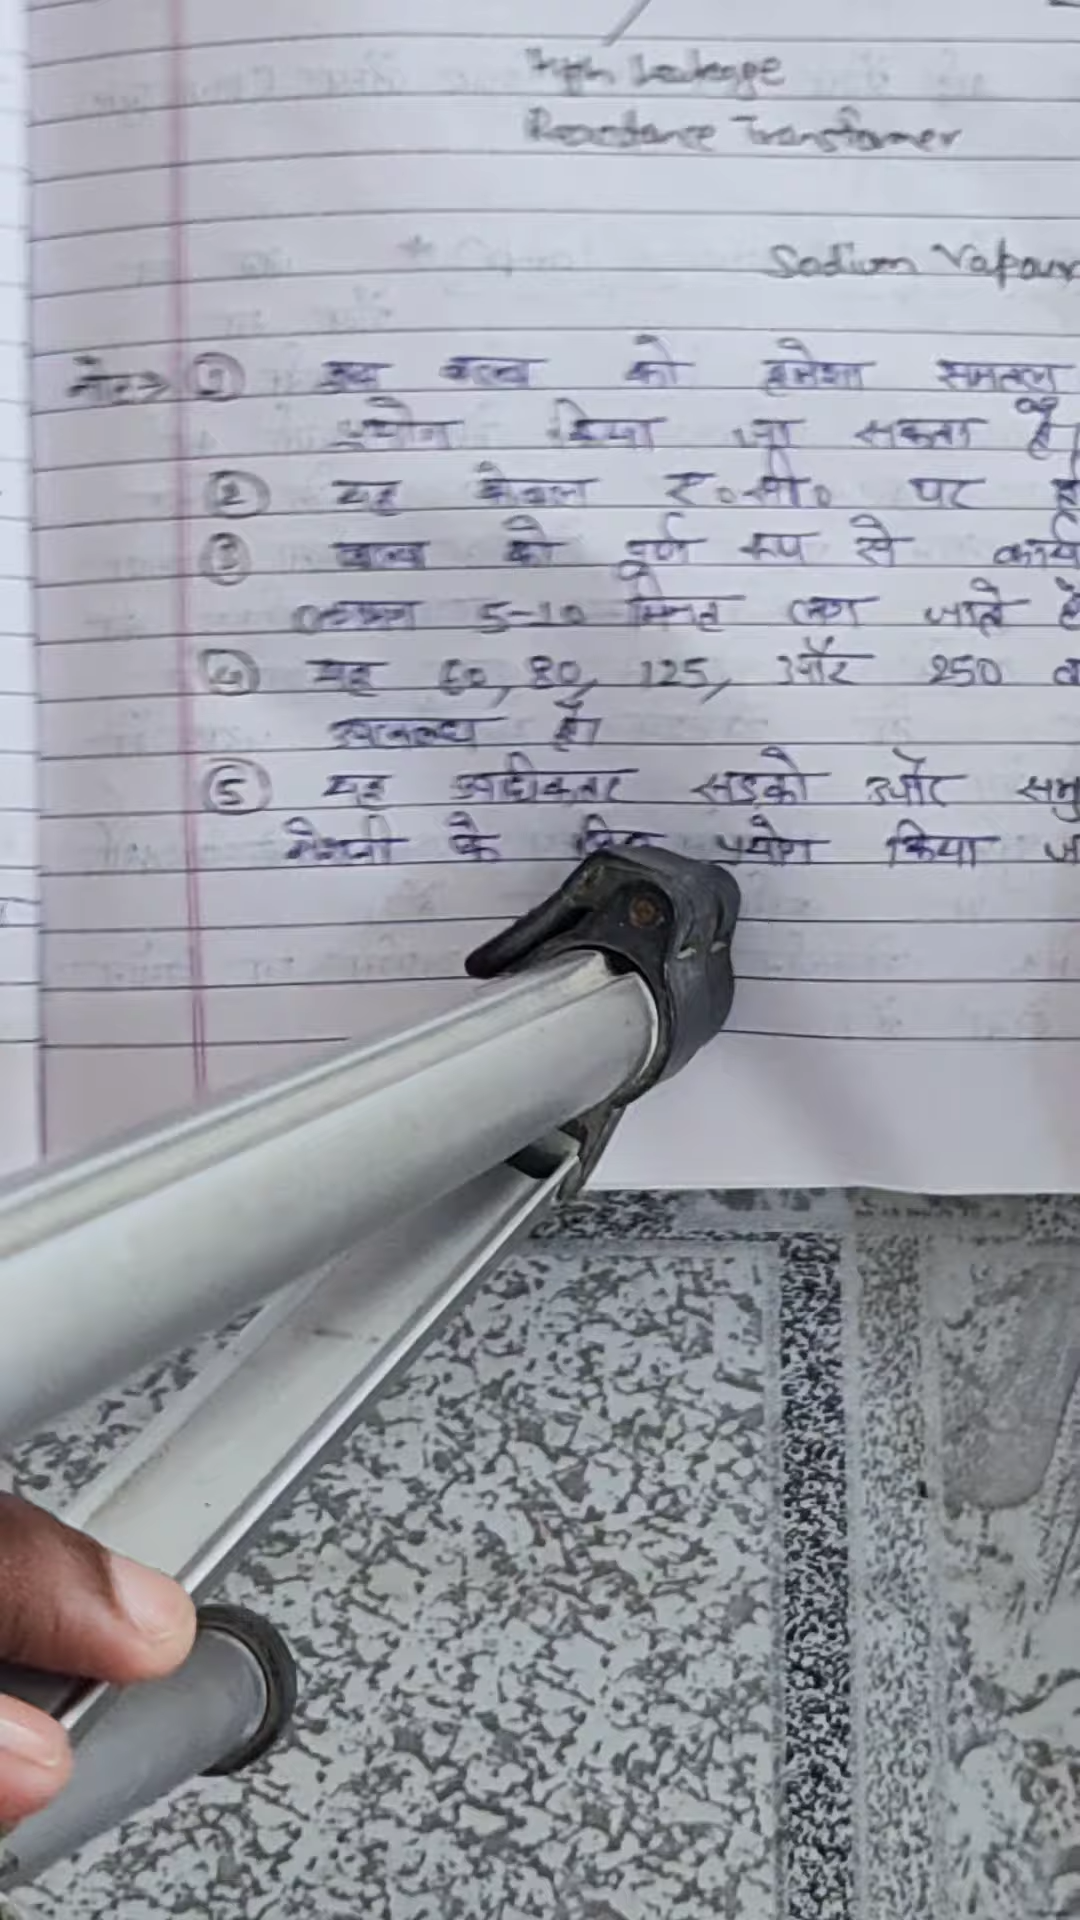 High Leakage
Reactance Transformer
Sodium Vapour
नोट→ ① इस बल्ब को हमेशा समतल
प्रयोग किया जा सकता है।
② यह केवल ए०सी० पर
③ बल्ब को पूर्ण रूप से कार्य
लगभग 5-10 मिनट लग जाते है
④ यह 60, 80, 125, और 250
उपलब्ध है।
⑤ यह अधीकतर सड़को और
के लिए प्रयोग किया